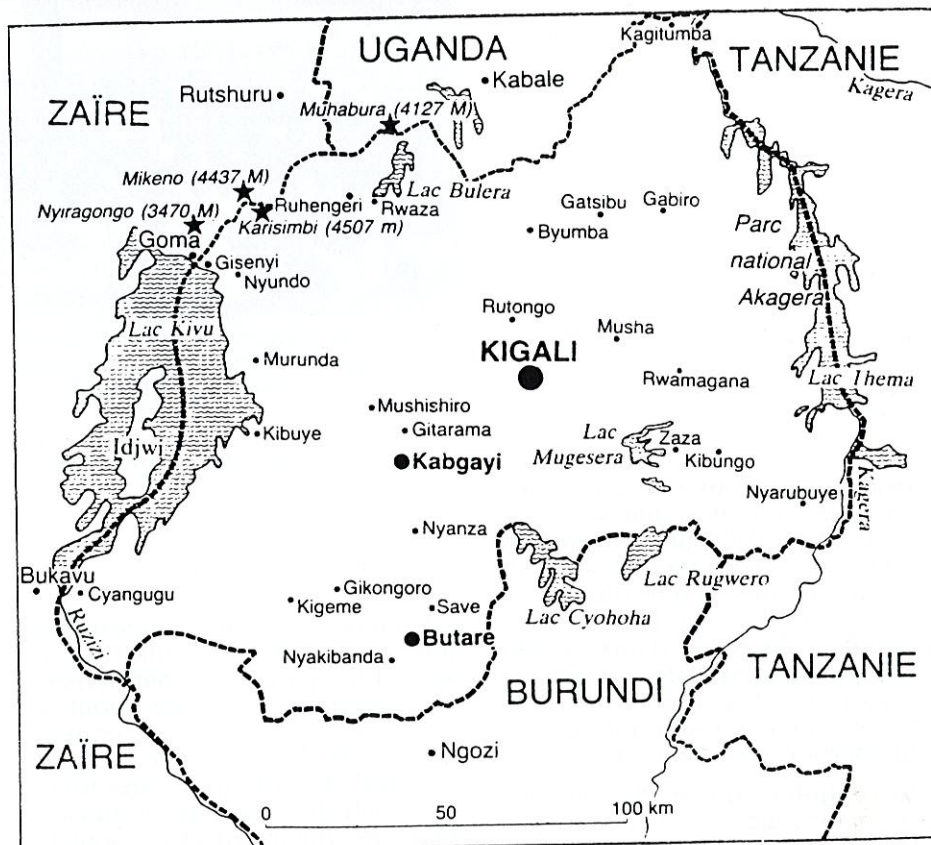 UGANDA
Kagitumba
TANZANIE
Kagera
ZAÏRE
Rutshuru
Kabale
Muhabura (4127 M)
Mikeno (4437 M)
Lac Bulera
Ruhengeri
Rwaza
Nyiragongo (3470 M)
Karisimbi (4507 m)
Gatsibu
Gabiro
Byumba
Parc
national
Akagera
Goma
Gisenyi
Nyundo
Lac Kivu
Rutongo
Musha
KIGALI
Murunda
Rwamagana
Lac Ihema
Mushishiro
Gitarama
Kibuye
Idjwi
Lac
Mugesera
Zaza
Kibungo
Kabgayi
Nyarubuye
Kagera
Nyanza
Bukavu
Cyangugu
Gikongoro
Kigeme
Save
Lac Rugwero
Lac Cyohoha
Ruzizi
Butare
Nyakibanda
BURUNDI
TANZANIE
ZAÏRE
Ngozi
0 50 100 km